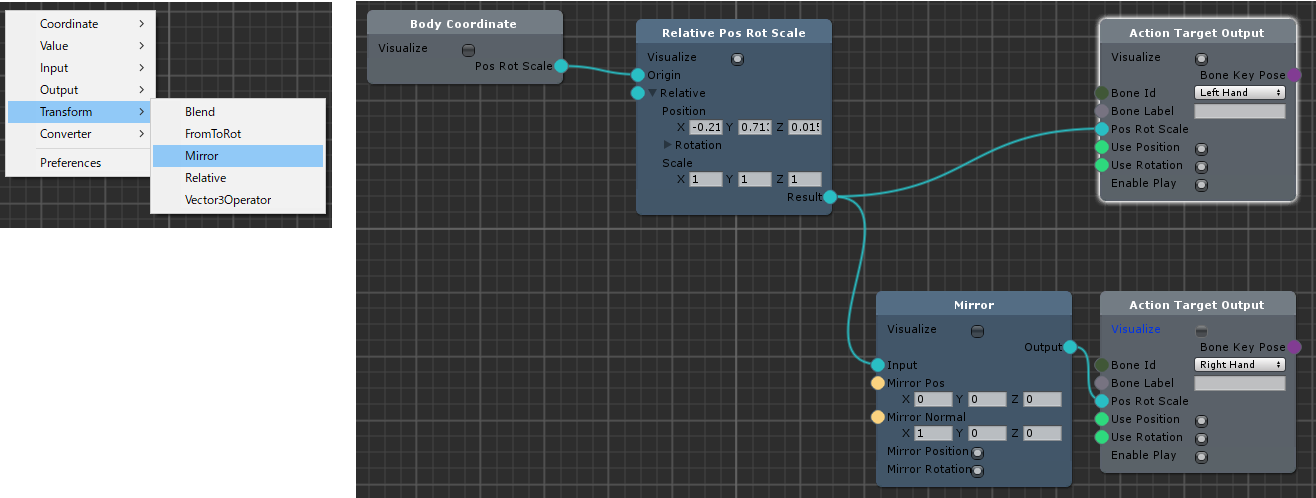 Coordinate
Value
Input
Output
Transform
Converter
Preferences
Blend
FromToRot
Mirror
Relative
Vector3Operator
Body Coordinate
Visualize
Pos Rot Scale
Relative Pos Rot Scale
Visualize
Origin
Relative
Position
X -0.21 Y 0.713 Z 0.015
Rotation
Scale
X 1 Y 1 Z 1
Result
Action Target Output
Visualize
Bone Key Pose
Bone Id Left Hand
Bone Label
Pos Rot Scale
Use Position
Use Rotation
Enable Play
Mirror
Visualize
Output
Input
Mirror Pos
X 0 Y 0 Z 0
Mirror Normal
X 1 Y 0 Z 0
Mirror Position
Mirror Rotation
Action Target Output
Visualize
Bone Key Pose
Bone Id Right Hand
Bone Label
Pos Rot Scale
Use Position
Use Rotation
Enable Play